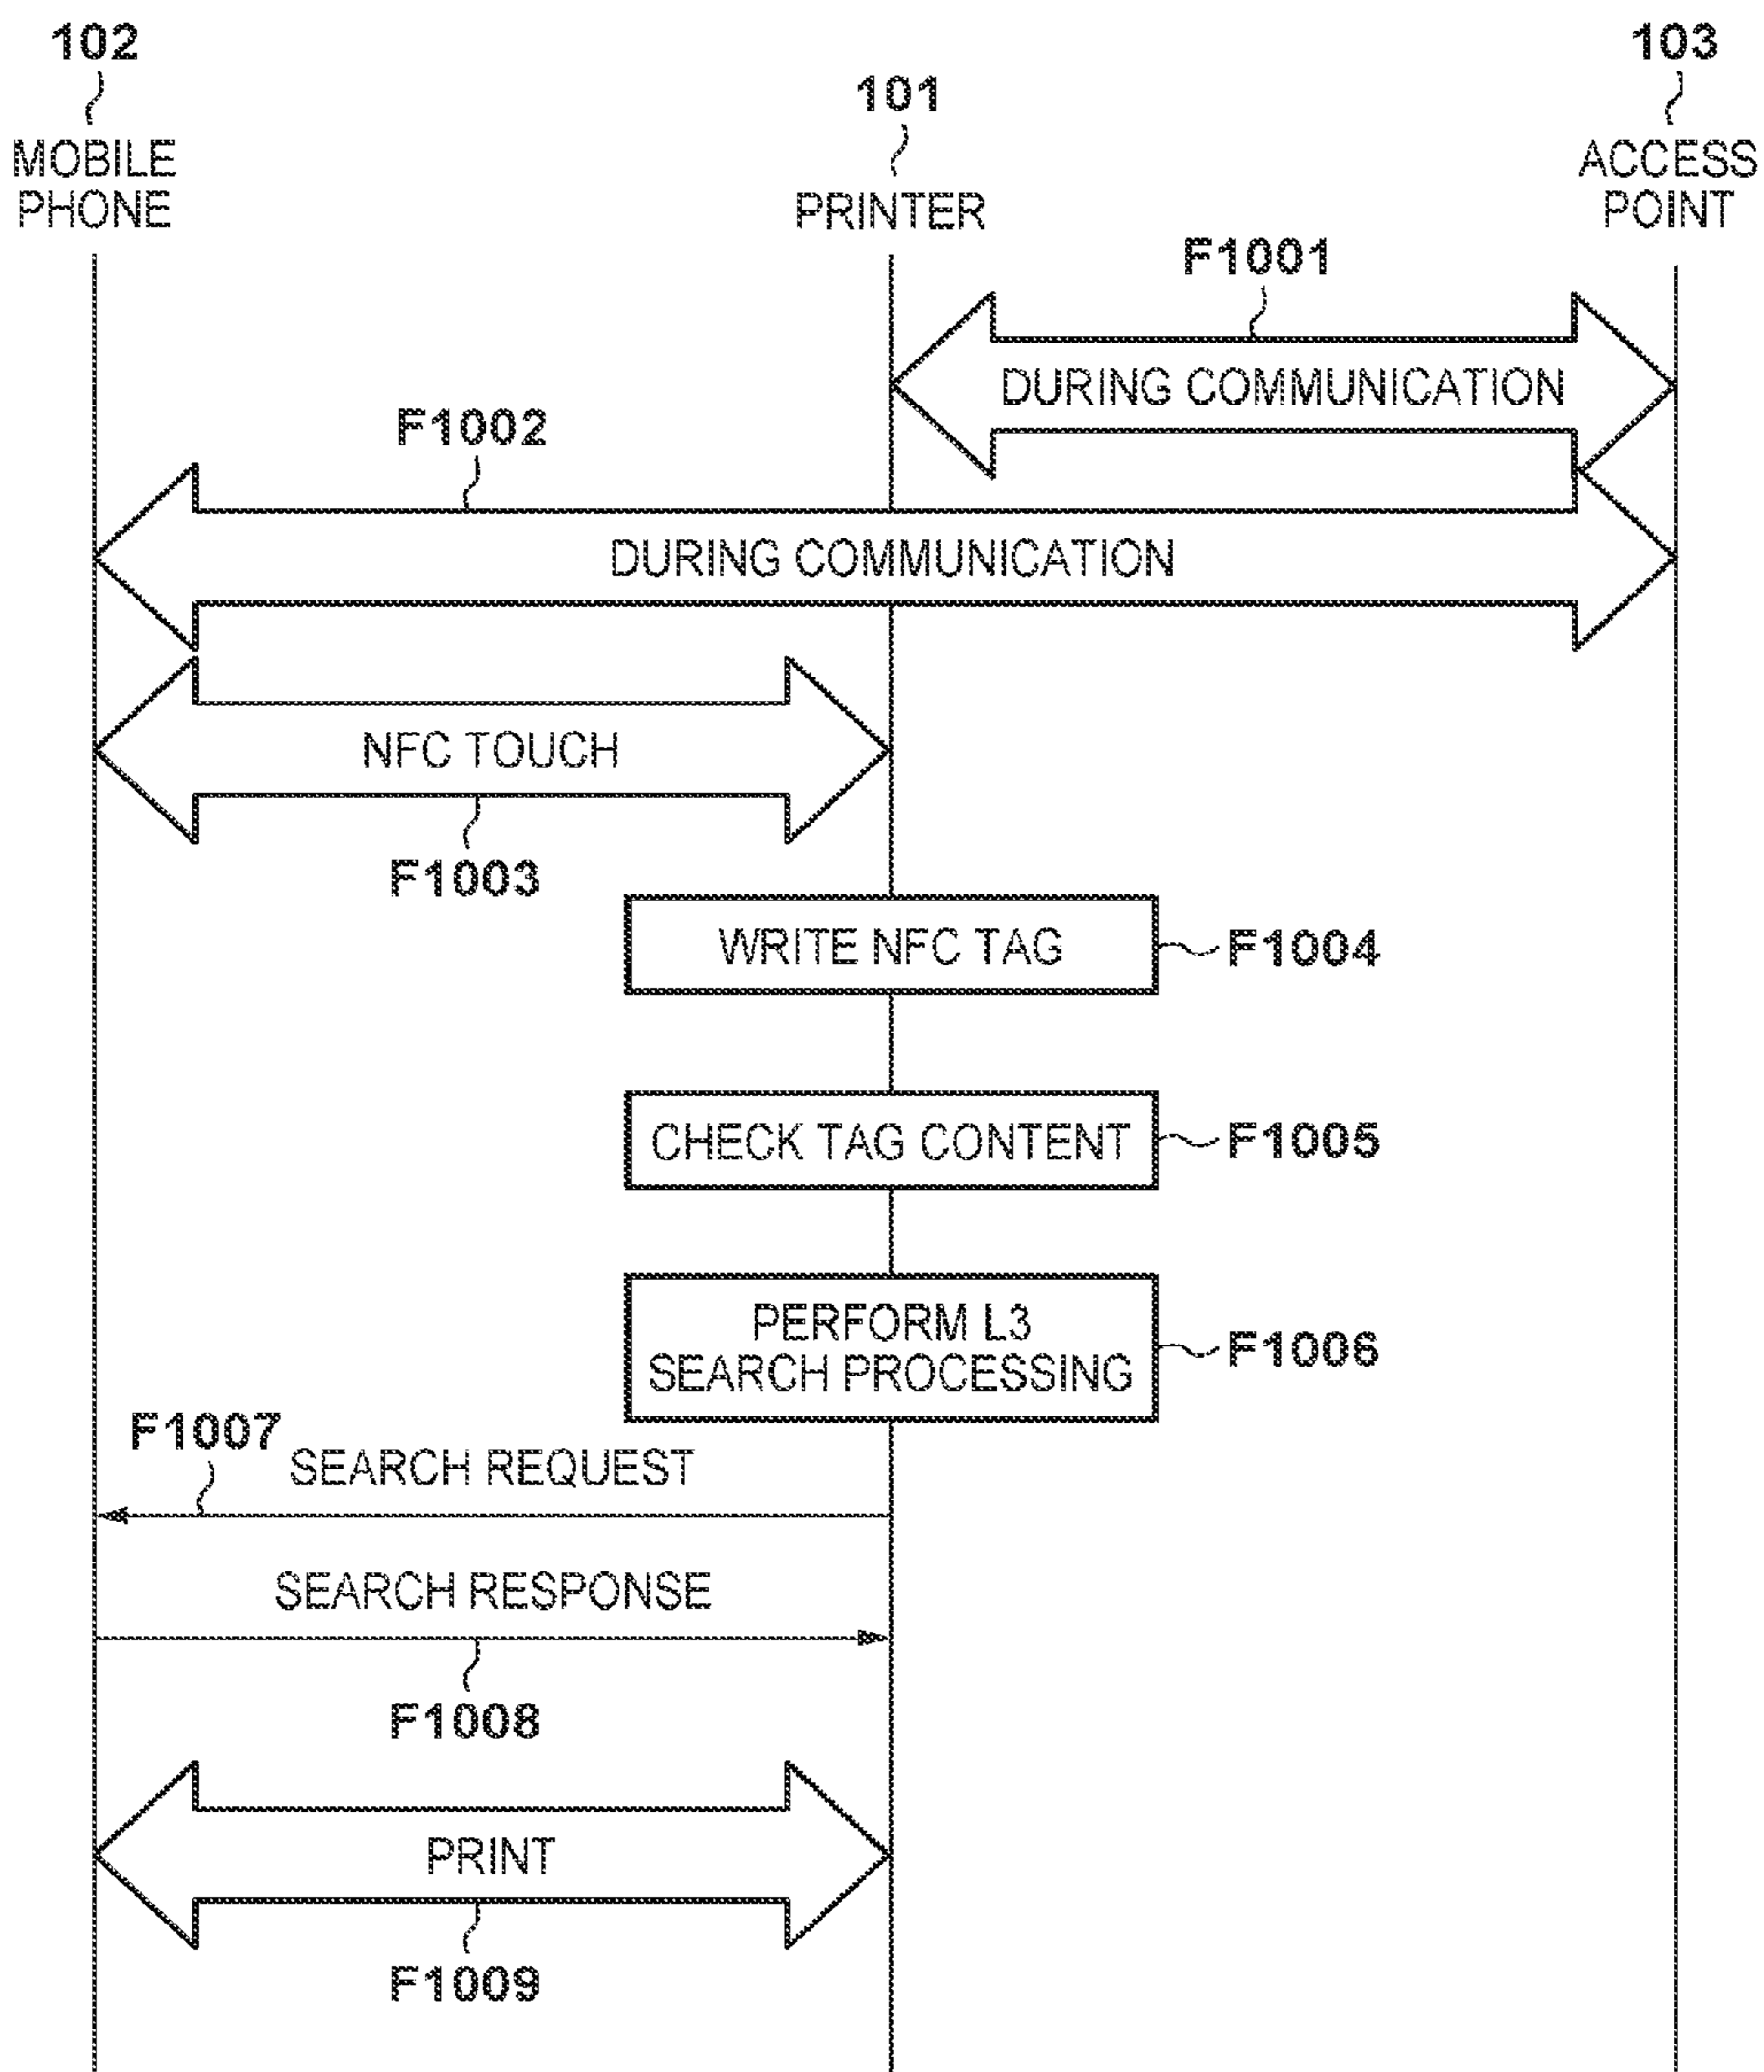 102
101
103
MOBILE
PHONE
PRINTER
ACCESS
POINT
F1001
DURING COMMUNICATION
F1002
DURING COMMUNICATION
NFC TOUCH
F1003
WRITE NFC TAG
F1004
CHECK TAG CONTENT
F1005
PERFORM L3
SEARCH PROCESSING
F1006
F1007
SEARCH REQUEST
SEARCH RESPONSE
F1008
PRINT
F1009